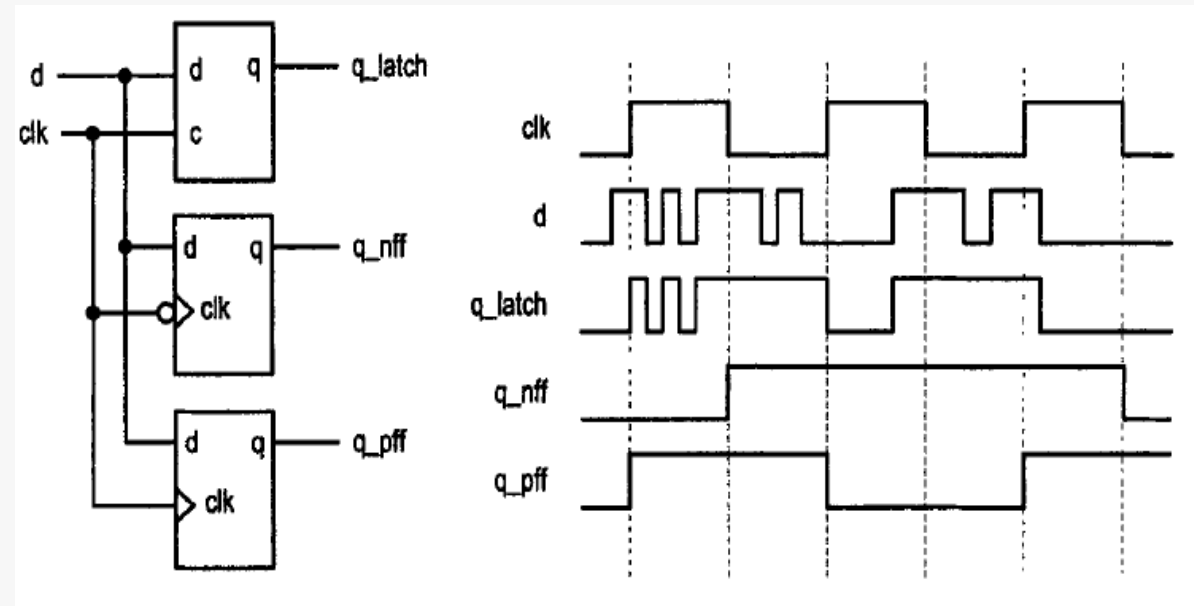 d
clk
d q
c
q_latch
d q
clk
q_nff
d q
clk
q_pff
clk
d
q_latch
q_nff
q_pff